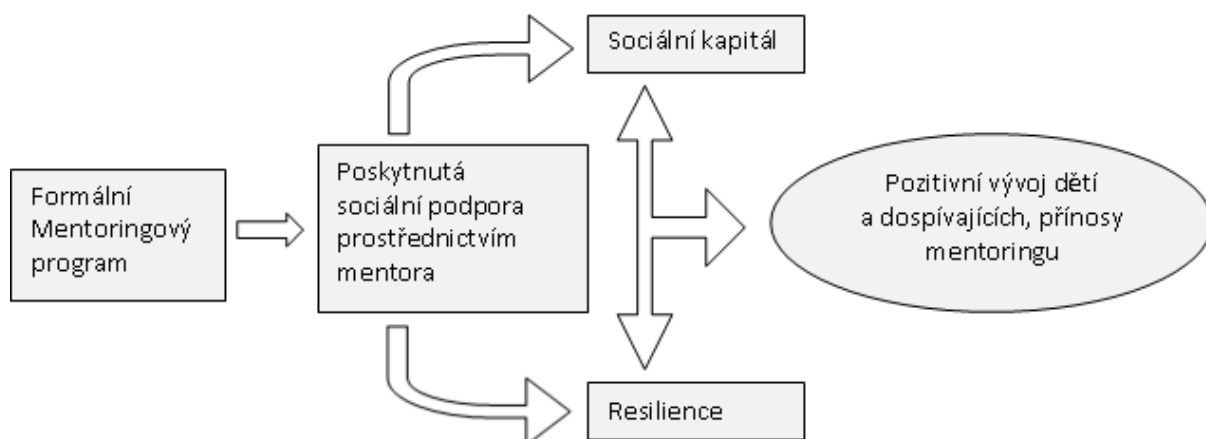 Formální
Mentoringový
program
Poskytnutá
sociální podpora
prostřednictvím
mentora
Sociální kapitál
Resilience
Pozitivní vývoj dětí
a dospívajících, přínosy
mentoringu